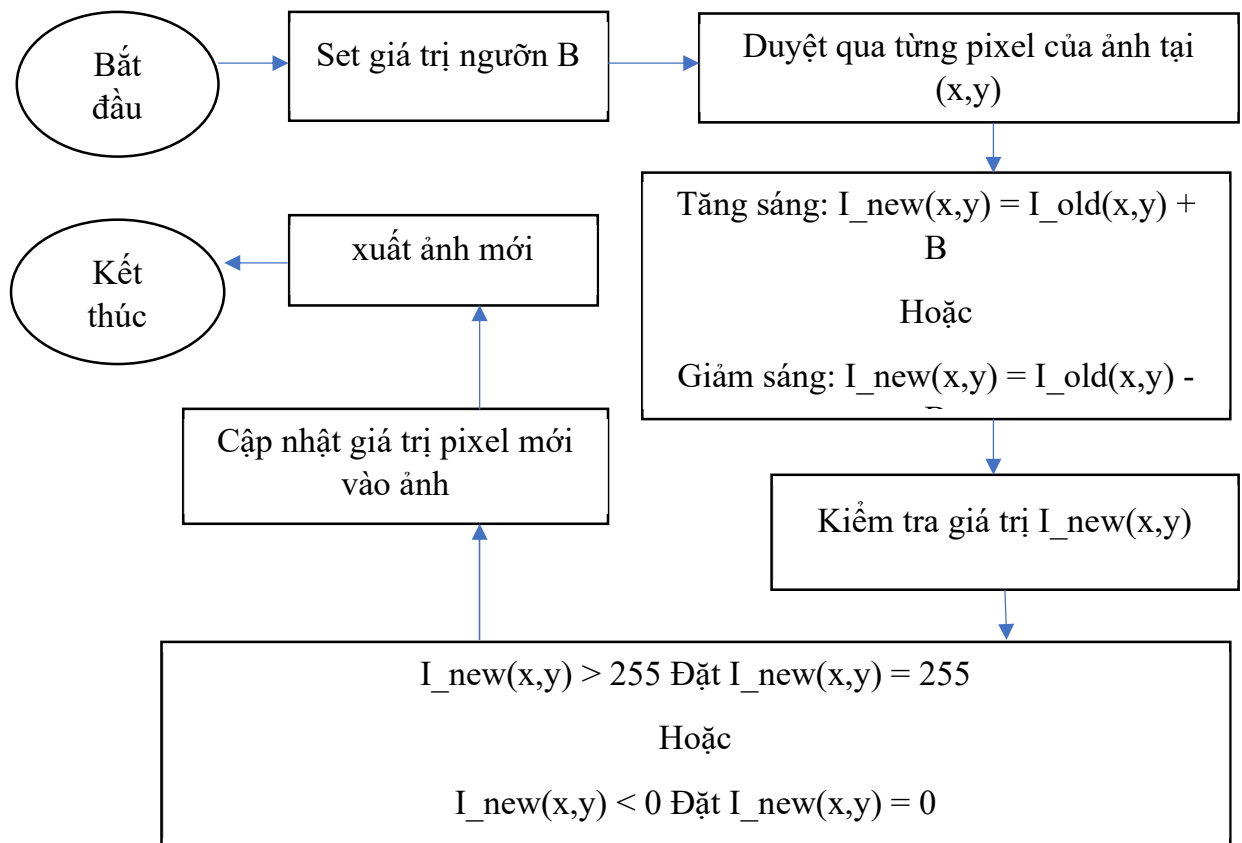 Bắt
đầu
Set giá trị ngưỡn B
Duyệt qua từng pixel của ảnh tại
(x,y)
Tăng sáng: I_new(x,y) = I_old(x,y) +
B
Hoặc
Giảm sáng: I_new(x,y) = I_old(x,y) -
Kiểm tra giá trị I_new(x,y)
I_new(x,y) > 255 Đặt I_new(x,y) = 255
Hoặc
I_new(x,y) < 0 Đặt I_new(x,y) = 0
Cập nhật giá trị pixel mới
vào ảnh
xuất ảnh mới
Kết
thúc